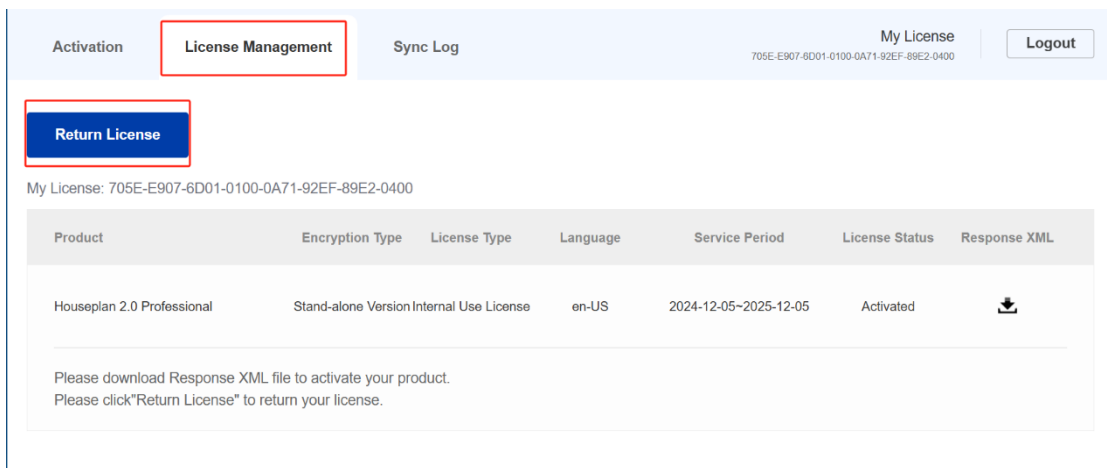 Activation
License Management
Sync Log
My License
705E-E907-6D01-0100-0A71-92EF-89E2-0400
Logout
Return License
My License: 705E-E907-6D01-0100-0A71-92EF-89E2-0400
Product Encryption Type License Type Language Service Period License Status Response XML
Houseplan 2.0 Professional Stand-alone Version Internal Use License en-US 2024-12-05~2025-12-05 Activated
Please download Response XML file to activate your product.
Please click"Return License" to return your license.